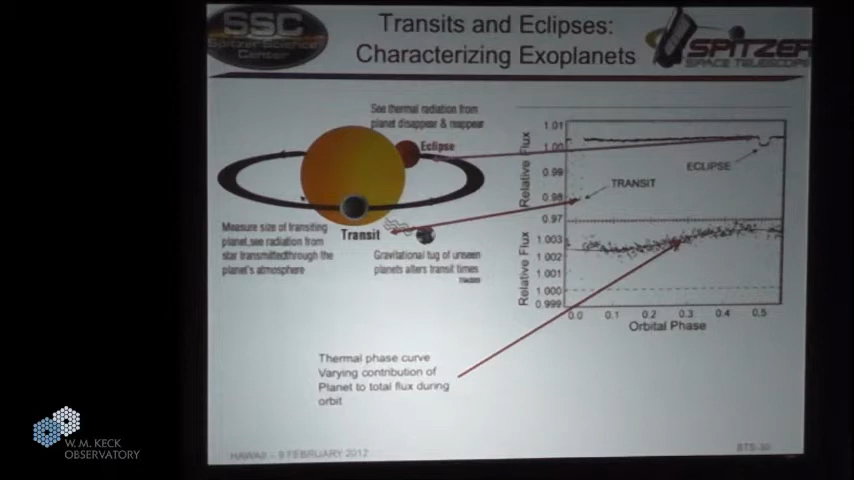 SSC
Spitzer Science
Center
Transits and Eclipses:
Characterizing Exoplanets
SPITZER
SPACE TELESCOPE
See thermal radiation from
planet disappear & reappear
Eclipse
Transit
Measure size of transiting
planet, see radiation from
star transmittedthrough the
planet's atmosphere
Gravitational tug of unseen
planets alters transit times
Relative Flux
1.01
1.00
0.99
0.98
0.97
ECLIPSE
TRANSIT
Relative Flux
1.003
1.002
1.001
1.000
0.999
0.0 0.1 0.2 0.3 0.4 0.5
Orbital Phase
Thermal phase curve
Varying contribution of
Planet to total flux during
orbit
HAWAII – 9 FEBRUARY 2012
W. M. KECK
OBSERVATORY